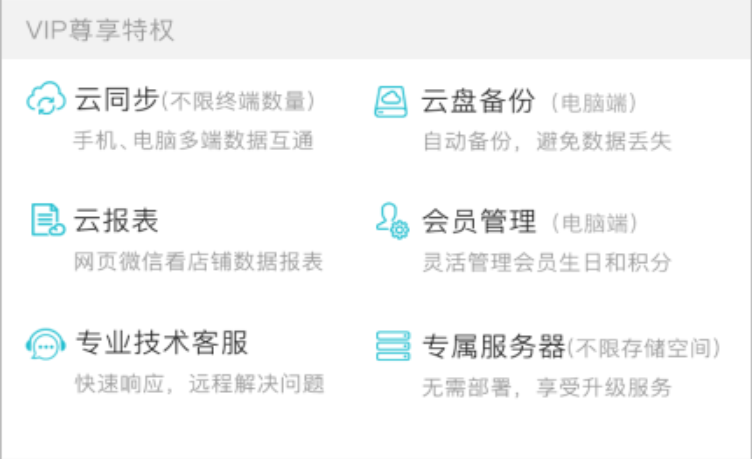 VIP尊享特权
云同步(不限终端数量)
手机、电脑多端数据互通
云盘备份（电脑端）
自动备份，避免数据丢失
云报表
网页微信看店铺数据报表
会员管理（电脑端）
灵活管理会员生日和积分
专业技术客服
快速响应，远程解决问题
专属服务器(不限存储空间)
无需部署，享受升级服务